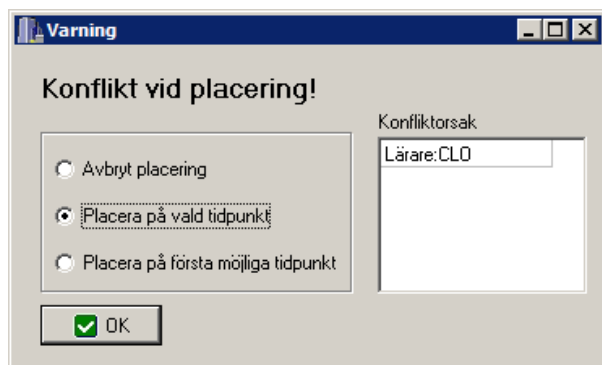 Varning
Konflikt vid placering!
Avbryt placering
Placera på vald tidpunkt
Placera på första möjliga tidpunkt
OK
Konfliktorsak
Lärare:CLO